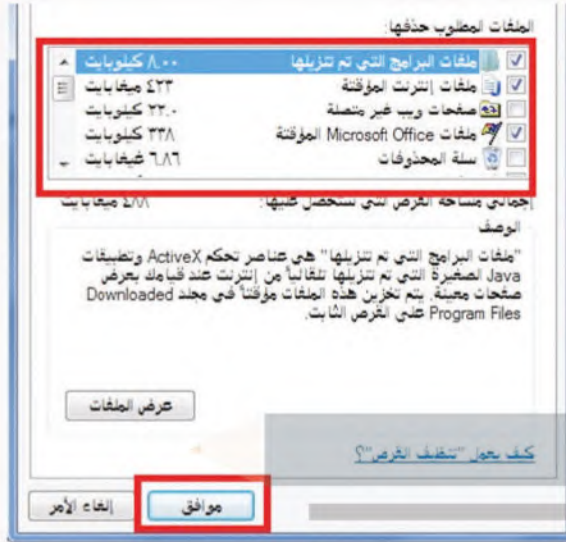 الملفات المطلوب حذفها:
ملفات البرامج التي تم تنزيلها ٨.٠٠ كيلوبايت
ملفات إنترنت المؤقتة ٤٢٣ ميغابايت
صفحات ويب غير متصلة ٢٢.٠ كيلوبايت
ملفات Microsoft Office المؤقتة ٣٣٨ كيلوبايت
سلة المحذوفات ٦.٨٦ غيغابايت
إجمالي مساحة القرص التي ستحصل عليها: ٤٨٨ ميغابايت
الوصف
"ملفات البرامج التي تم تنزيلها" هي عناصر تحكم ActiveX وتطبيقات
Java الصغيرة التي تم تنزيلها تلقائياً من إنترنت عند قيامك بعرض
صفحات معينة. يتم تخزين هذه الملفات مؤقتاً في مجلد Downloaded
Program Files على القرص الثابت.
عرض الملفات
كيف يعمل "تنظيف القرص"؟
موافق إلغاء الأمر